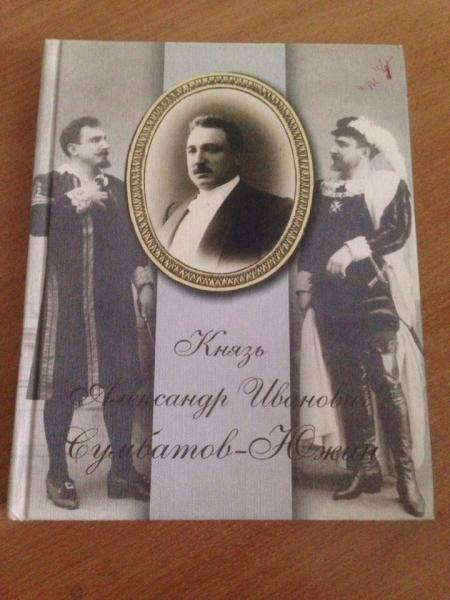 Князь
Александр Иванович
Сумбатов-Южин